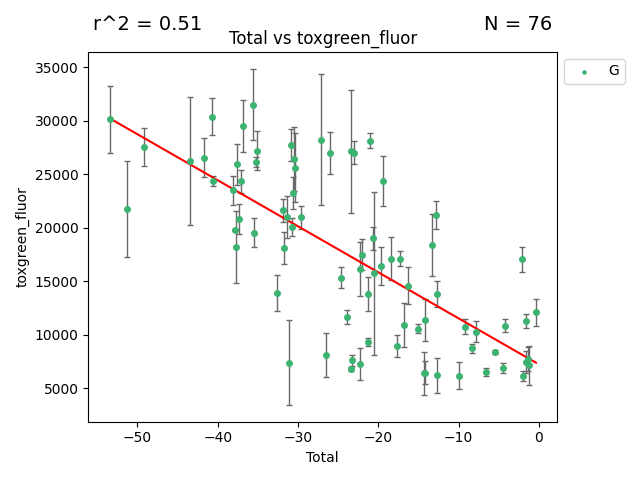 r^2 = 0.51
N = 76
Total vs toxgreen_fluor
G
35000
30000
25000
20000
15000
10000
5000
toxgreen_fluor
−50
−40
−30
−20
−10
0
Total